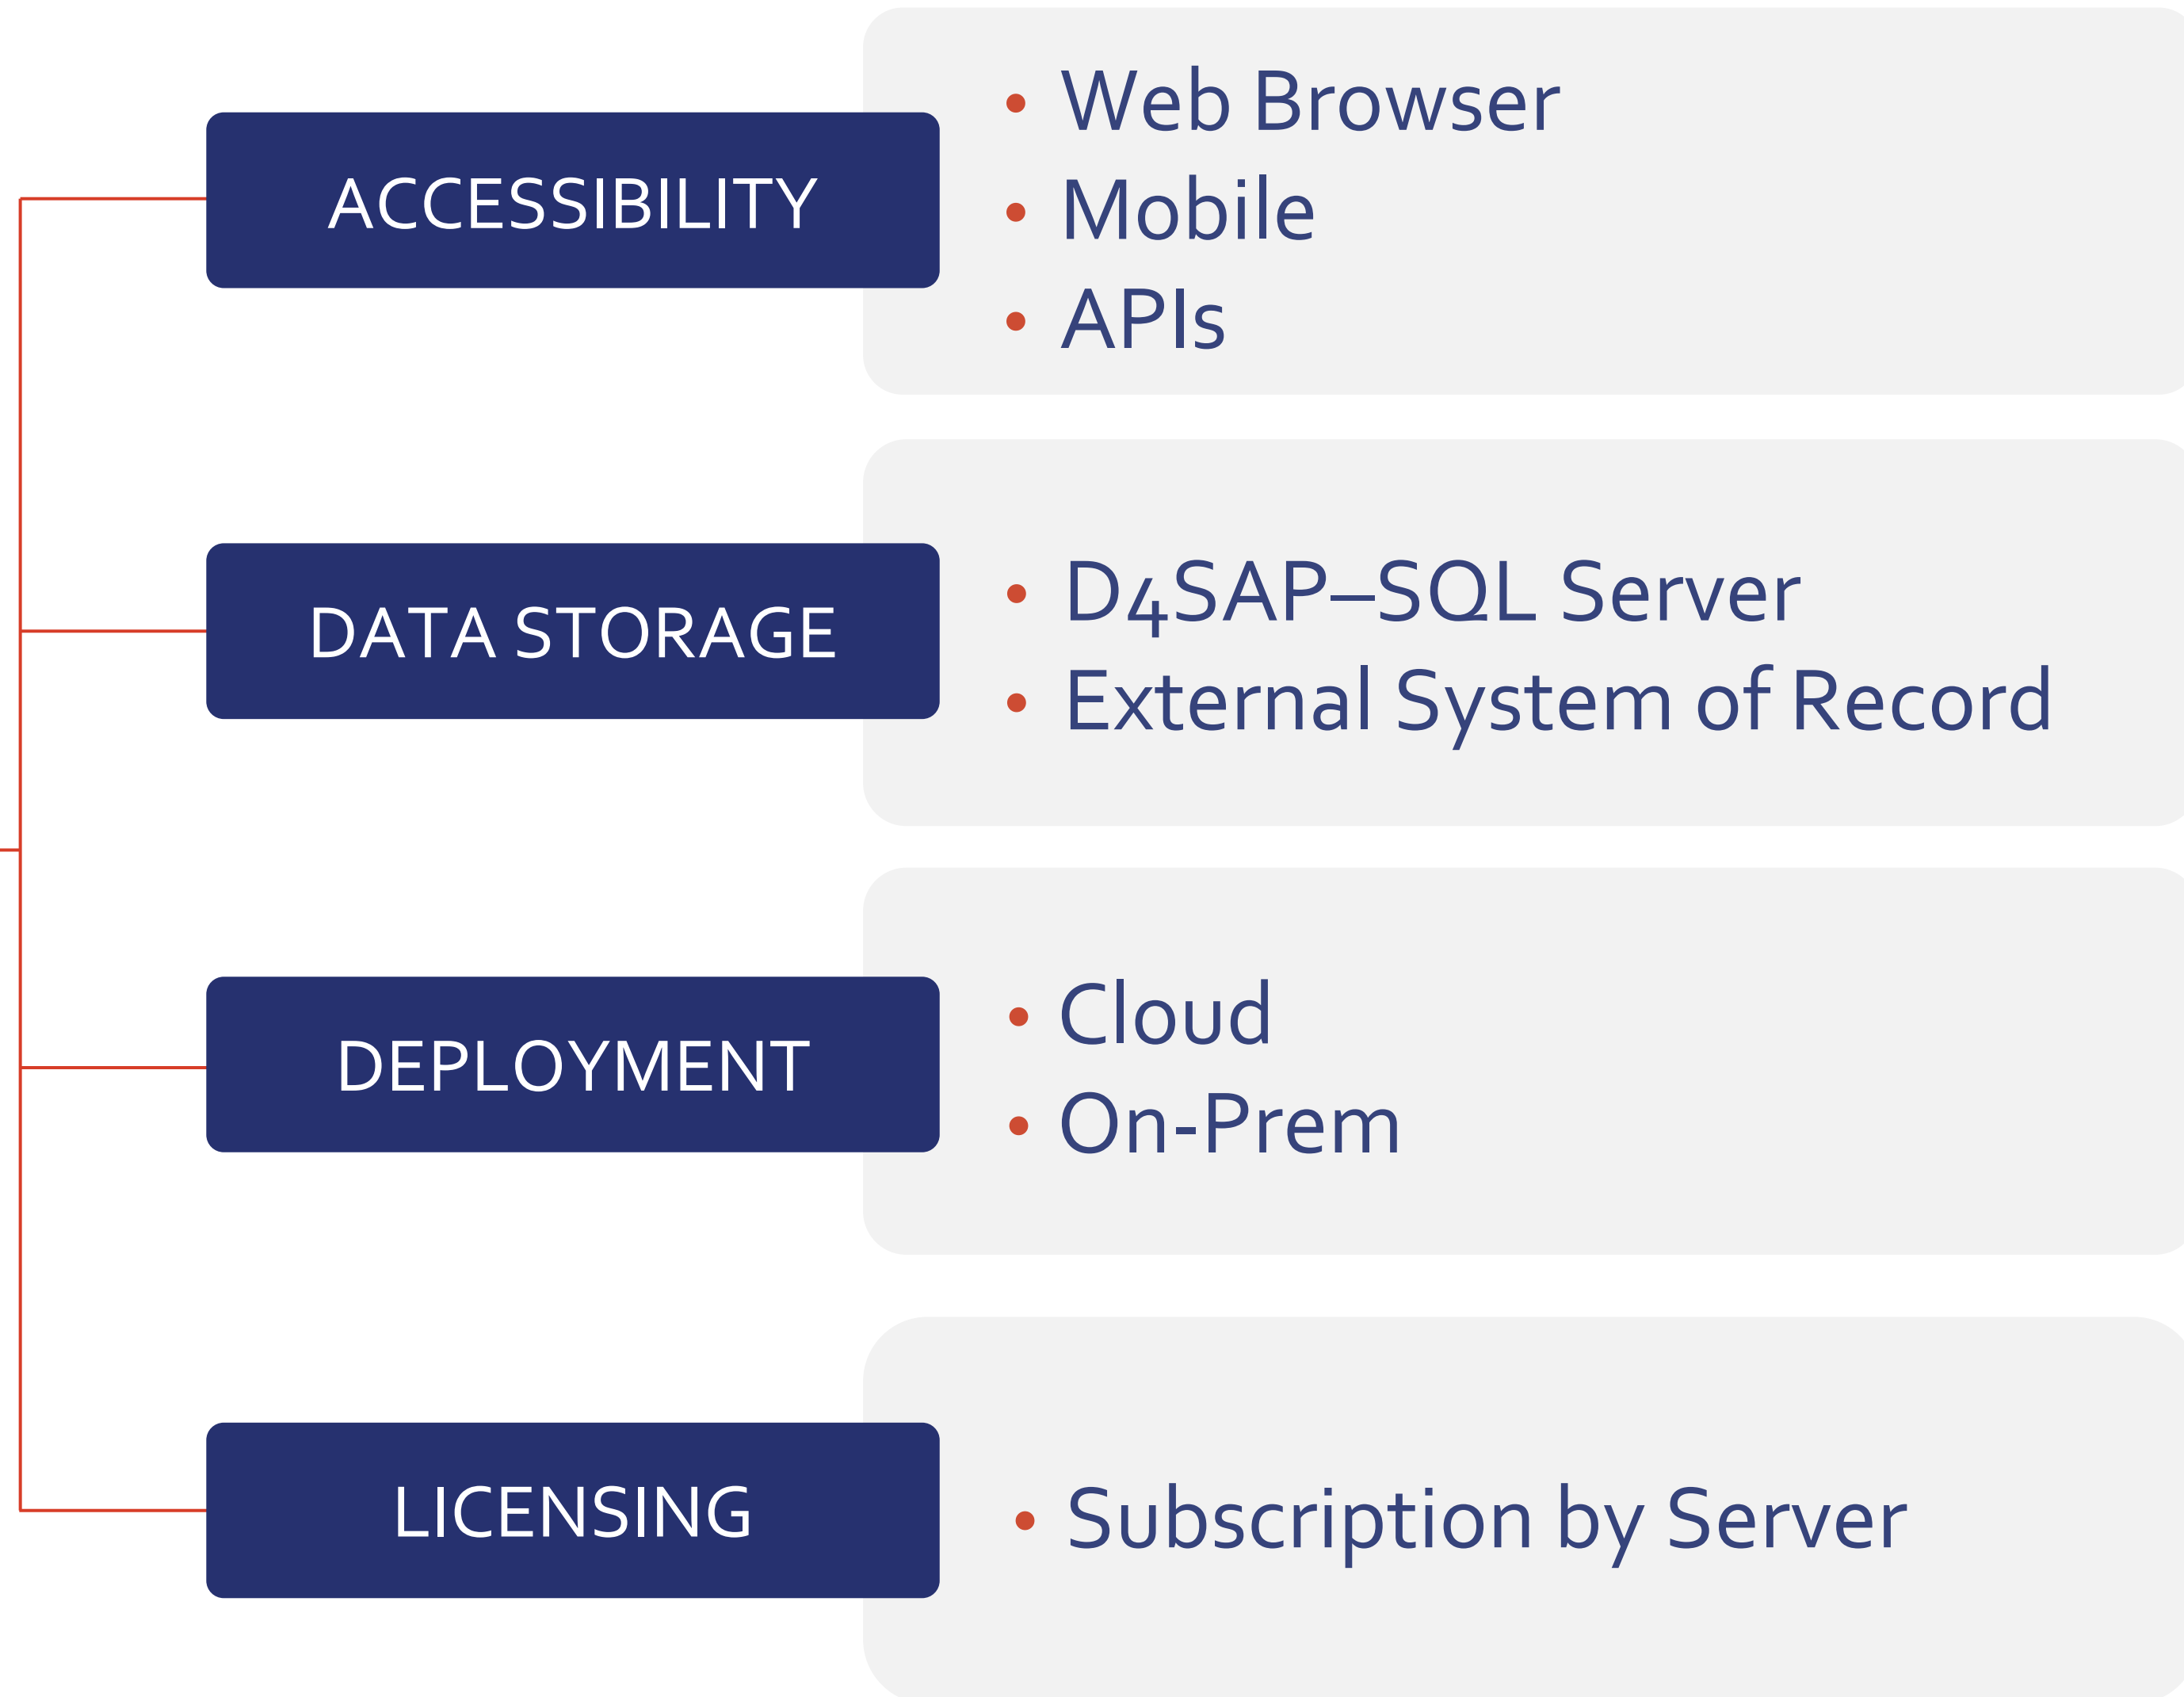 ACCESSIBILITY
• Web Browser
• Mobile
• APIs
DATA STORAGE
• D4SAP—SQL Server
• External System of Record
DEPLOYMENT
• Cloud
• On-Prem
LICENSING
• Subscription by Server